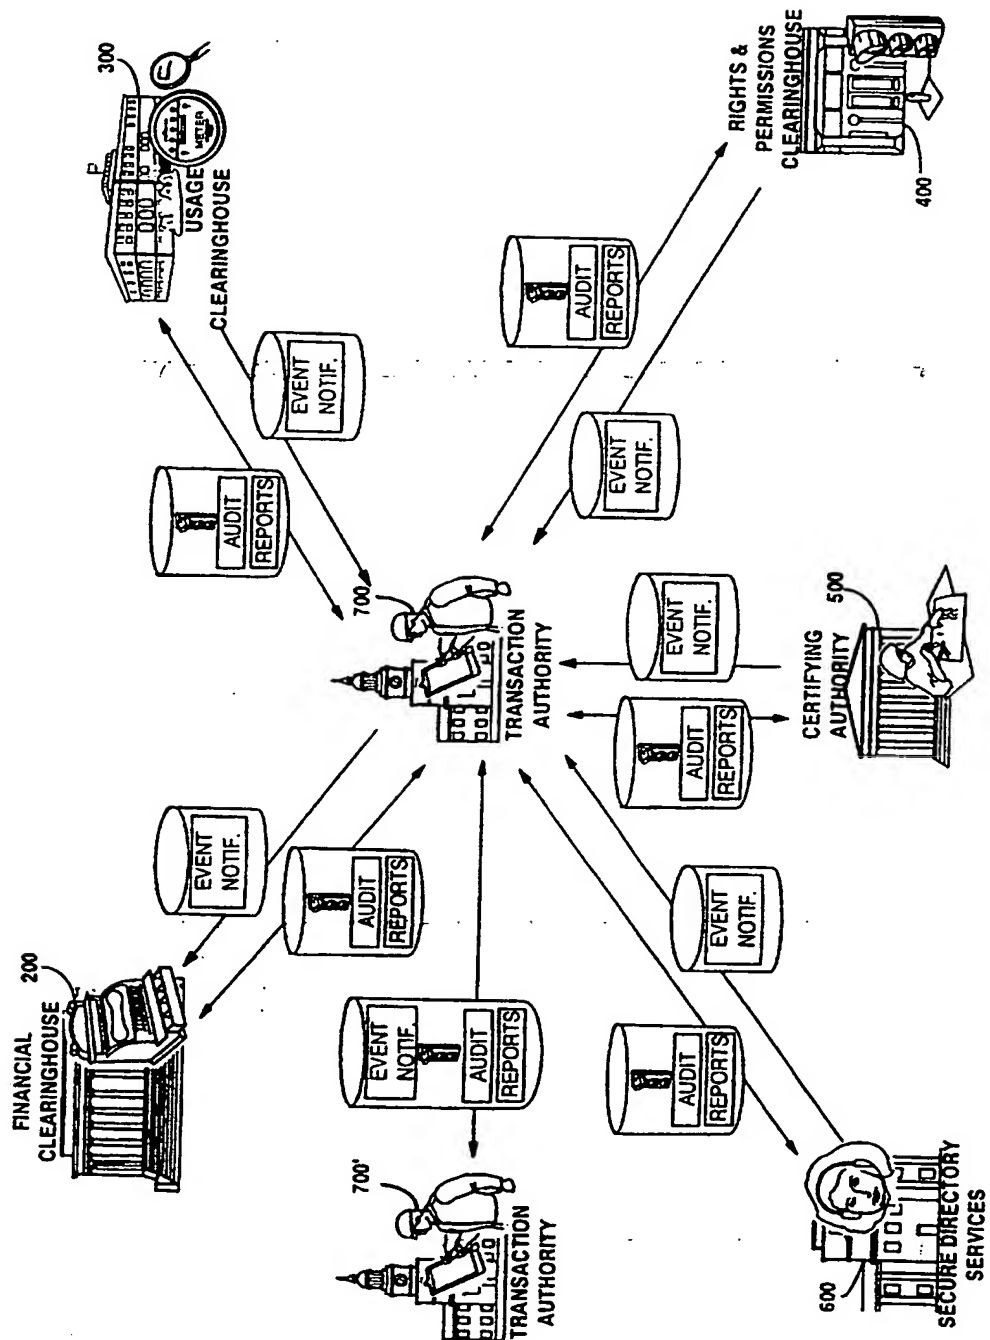 FINANCIAL
CLEARINGHOUSE
200
EVENT
NOTIF.
AUDIT
REPORTS
300
METER
USAGE
CLEARINGHOUSE
AUDIT
REPORTS
EVENT
NOTIF.
700'
TRANSACTION
AUTHORITY
EVENT
NOTIF.
AUDIT
REPORTS
700
TRANSACTION
AUTHORITY
AUDIT
REPORTS
EVENT
NOTIF.
RIGHTS &
PERMISSIONS
CLEARINGHOUSE
400
600
SECURE DIRECTORY
SERVICES
AUDIT
REPORTS
EVENT
NOTIF.
AUDIT
REPORTS
EVENT
NOTIF.
CERTIFYING
AUTHORITY
500